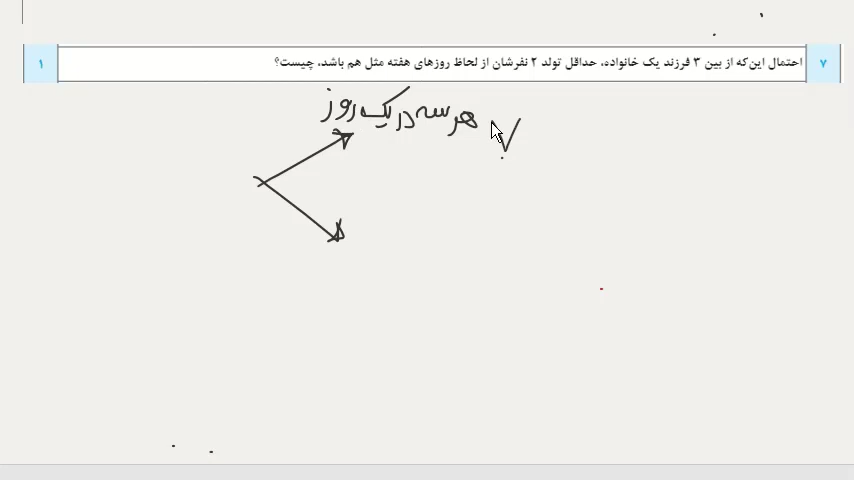 ۷ احتمال این‌که از بین ۳ فرزند یک خانواده، حداقل تولد ۲ نفرشان از لحاظ روزهای هفته مثل هم باشد، چیست؟ ۱
هر سه در یک روز